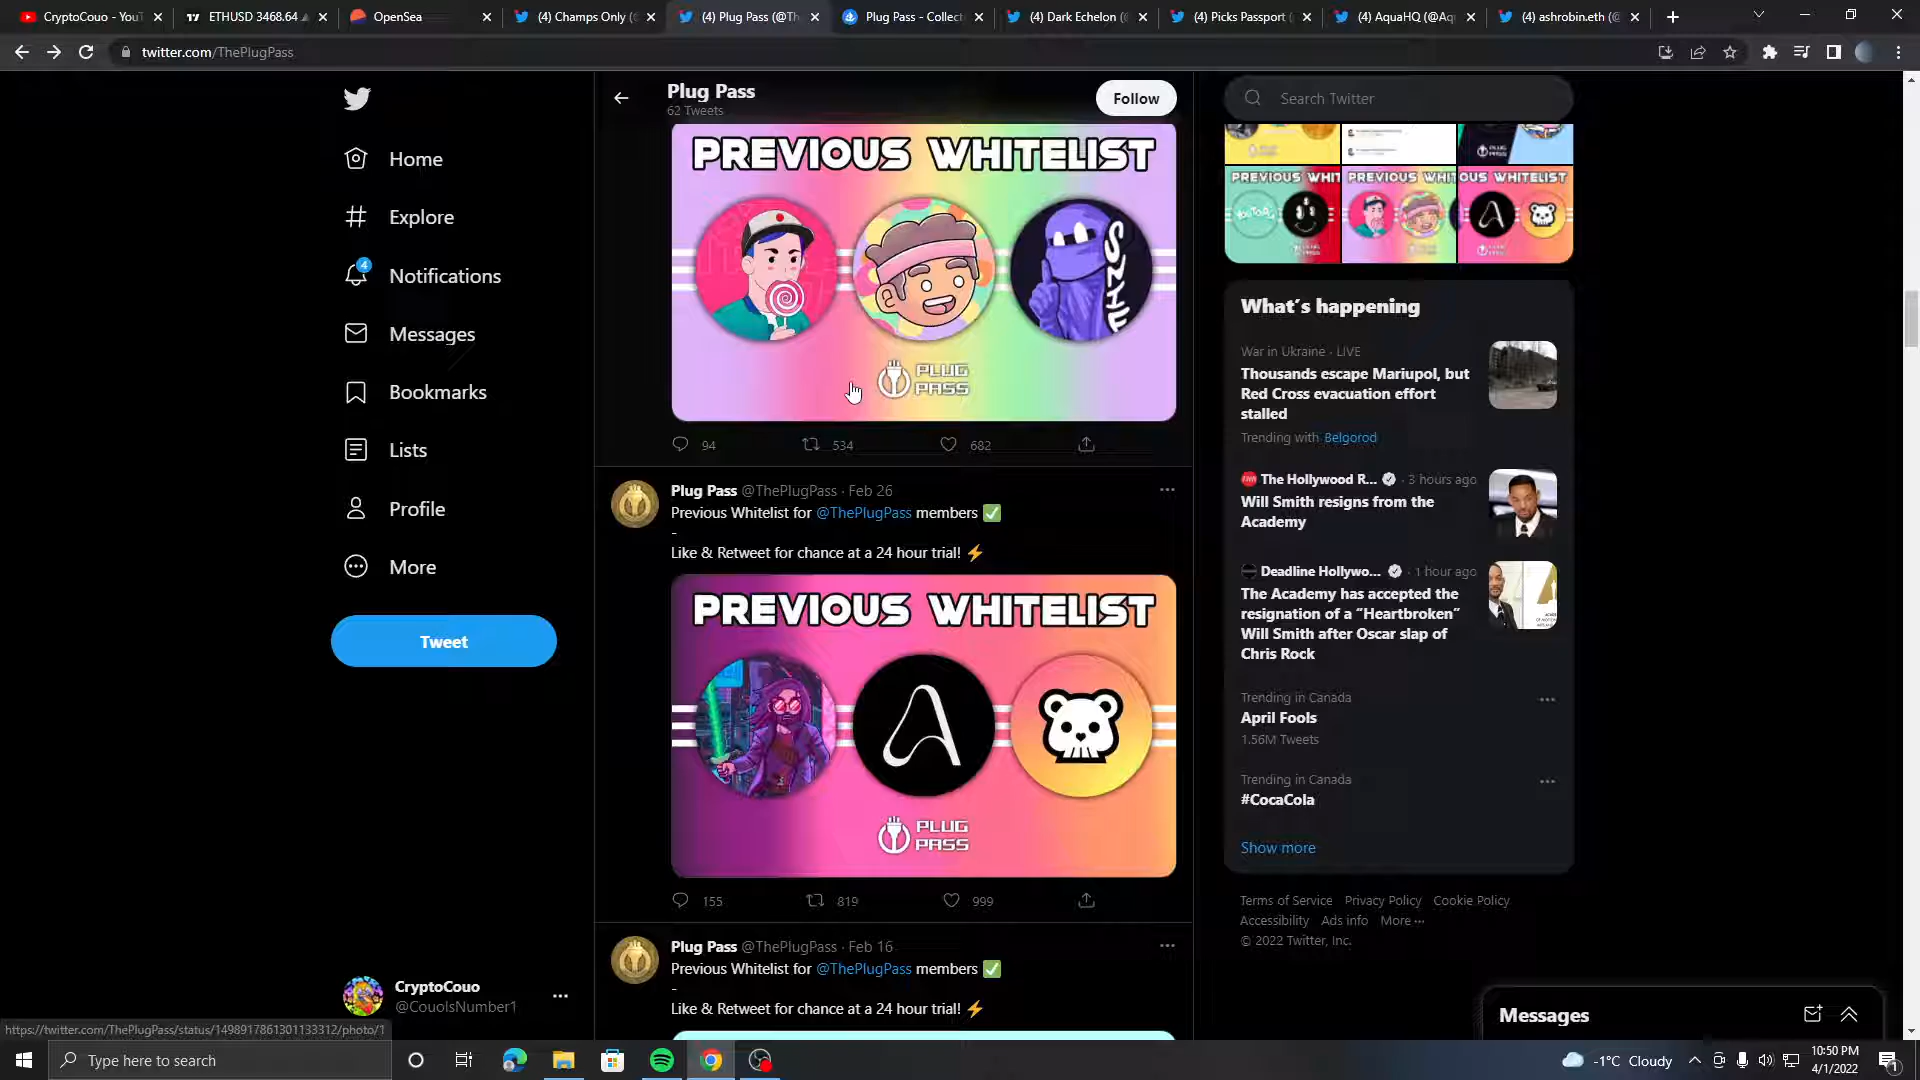 CryptoCouo - YouT
ETHUSD 3468.64
OpenSea
(4) Champs Only (
(4) Plug Pass (@Th
Plug Pass - Collect
(4) Dark Echelon (
(4) Picks Passport (
(4) AquaHQ (@Aq
(4) ashrobin.eth (@
twitter.com/ThePlugPass
Home
Explore
4
Notifications
Messages
Bookmarks
Lists
Profile
More
Tweet
CryptoCouo
@CouoIsNumber1
Plug Pass
62 Tweets
Follow
PREVIOUS WHITELIST
SZHL
PLUG
PASS
94
534
682
Plug Pass @ThePlugPass · Feb 26
Previous Whitelist for @ThePlugPass members ✅
-
Like & Retweet for chance at a 24 hour trial! ⚡
PREVIOUS WHITELIST
PLUG
PASS
155
819
999
Plug Pass @ThePlugPass · Feb 16
Previous Whitelist for @ThePlugPass members ✅
-
Like & Retweet for chance at a 24 hour trial! ⚡
Search Twitter
PREVIOUS WHIT
PREVIOUS WHIT
OUS WHITELIST
What's happening
War in Ukraine · LIVE
Thousands escape Mariupol, but
Red Cross evacuation effort
stalled
Trending with Belgorod
The Hollywood R... · 3 hours ago
Will Smith resigns from the
Academy
Deadline Hollywo... · 1 hour ago
The Academy has accepted the
resignation of a “Heartbroken”
Will Smith after Oscar slap of
Chris Rock
Trending in Canada
April Fools
1.56M Tweets
Trending in Canada
#CocaCola
Show more
Terms of Service Privacy Policy Cookie Policy
Accessibility Ads info More ···
© 2022 Twitter, Inc.
Messages
https://twitter.com/ThePlugPass/status/1498917861301133312/photo/1
Type here to search
-1°C Cloudy
10:50 PM
4/1/2022
1